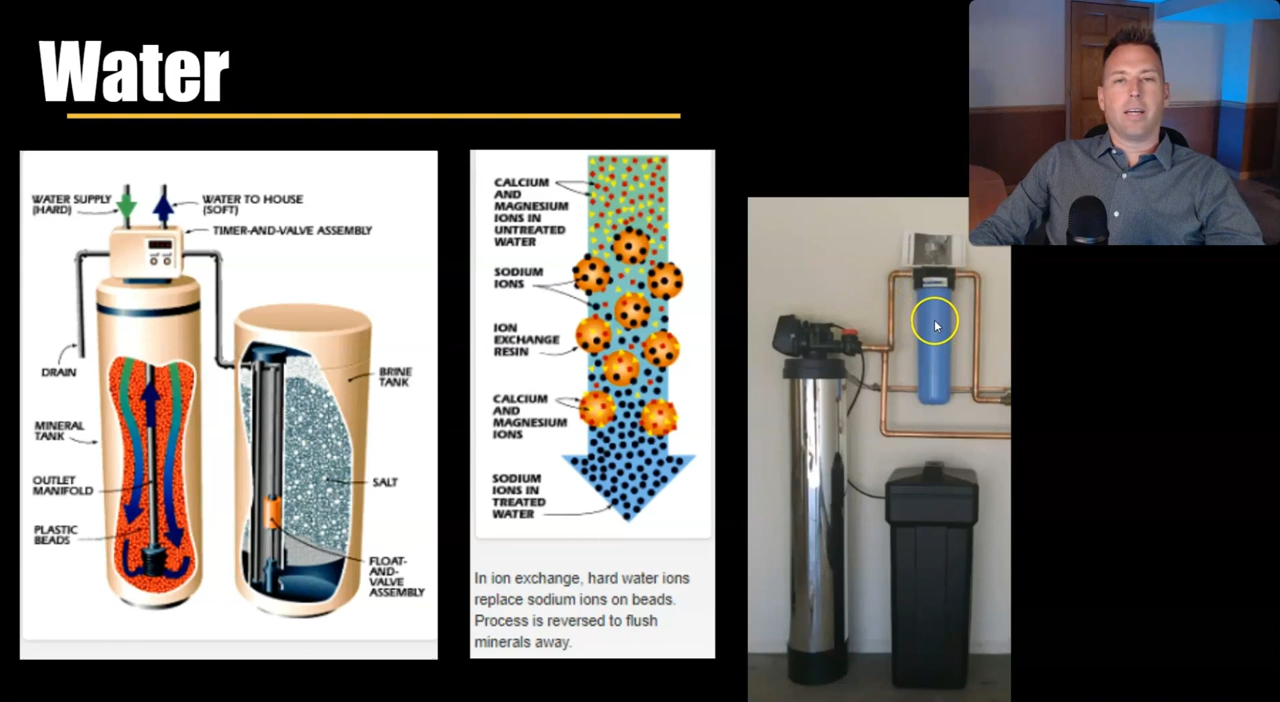 Water
WATER SUPPLY
(HARD)
WATER TO HOUSE
(SOFT)
TIMER-AND-VALVE ASSEMBLY
DRAIN
BRINE
TANK
MINERAL
TANK
OUTLET
MANIFOLD
SALT
PLASTIC
BEADS
FLOAT-
AND-
VALVE
ASSEMBLY
CALCIUM
AND
MAGNESIUM
IONS IN
UNTREATED
WATER
SODIUM
IONS
ION
EXCHANGE
RESIN
CALCIUM
AND
MAGNESIUM
IONS
SODIUM
IONS IN
TREATED
WATER
In ion exchange, hard water ions
replace sodium ions on beads.
Process is reversed to flush
minerals away.